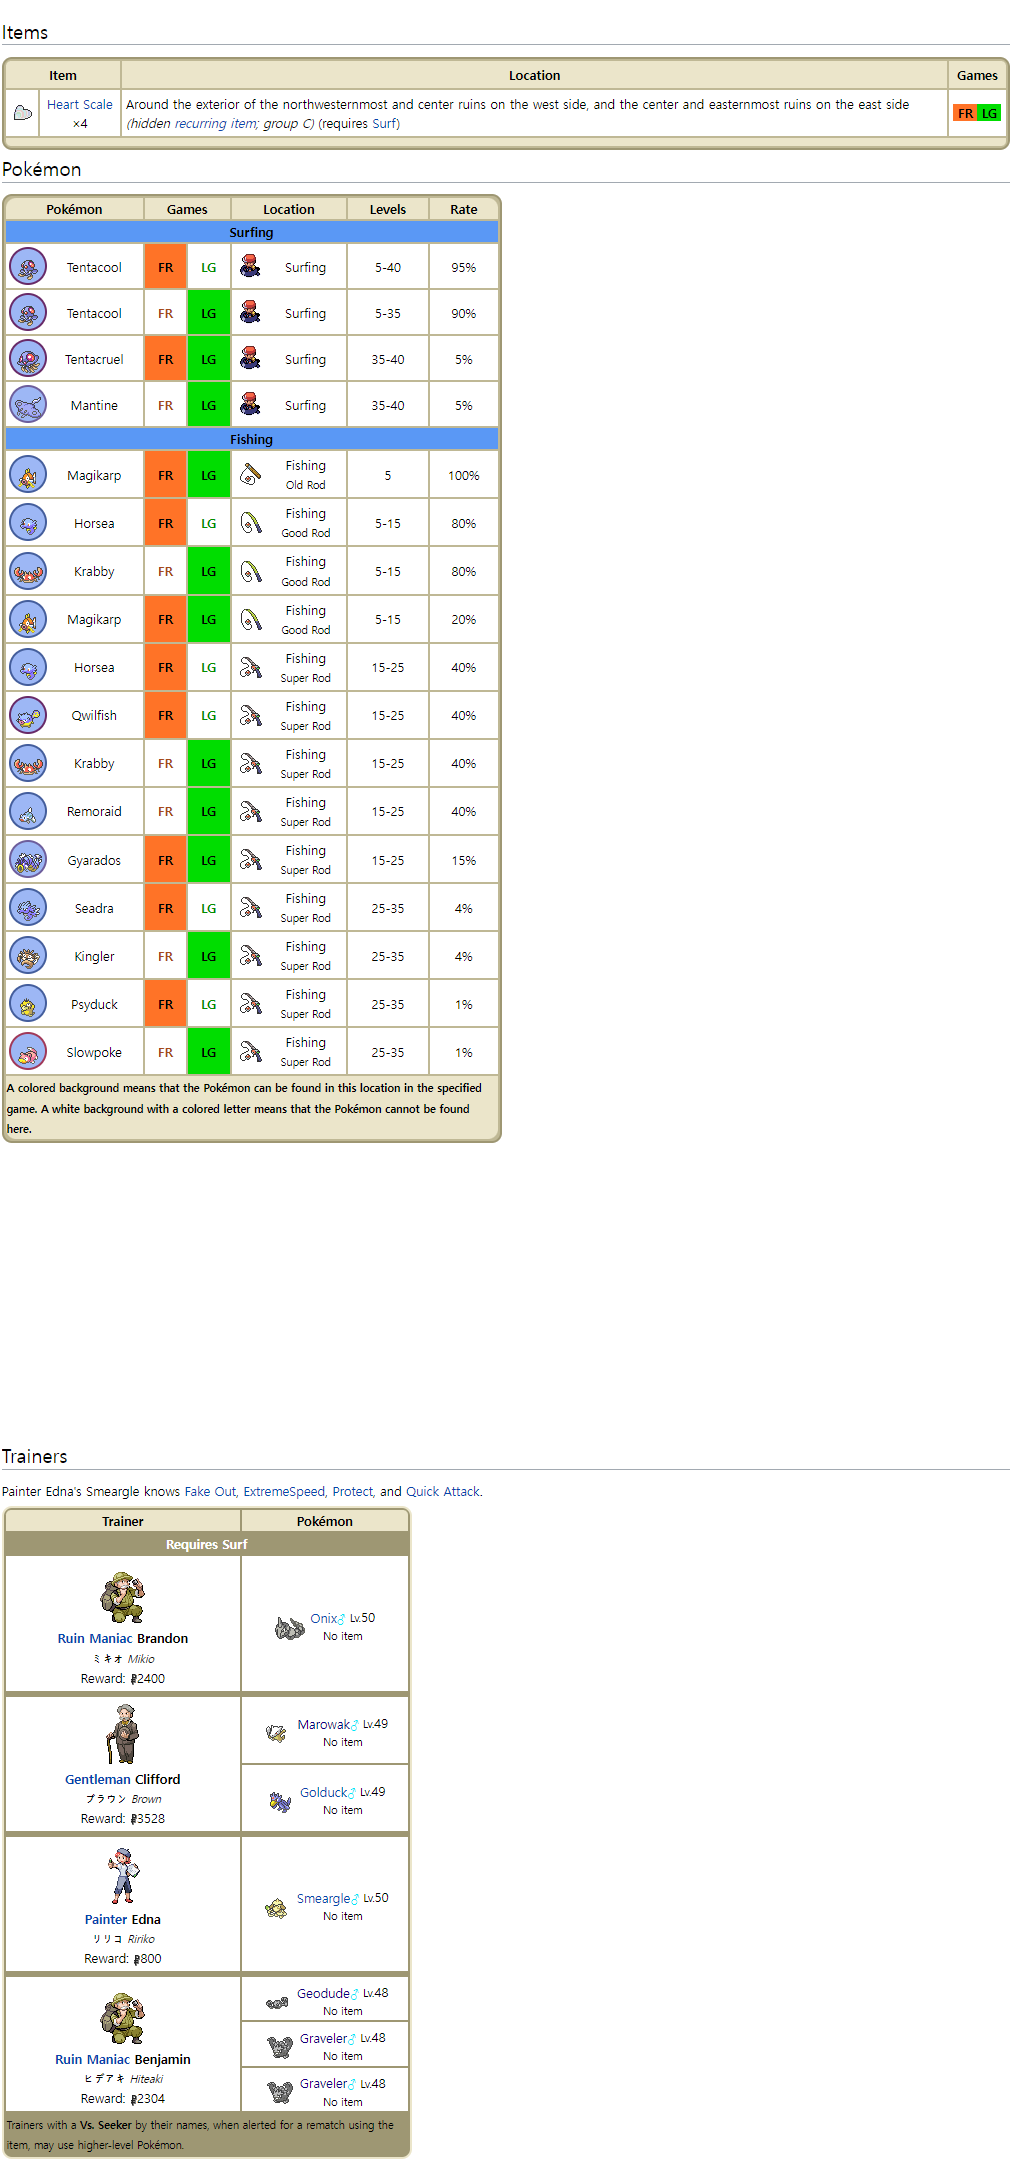 Items
Item Location Games
Heart Scale ×4 Around the exterior of the northwesternmost and center ruins on the west side, and the center and easternmost ruins on the east side (hidden recurring item; group C) (requires Surf) FR LG
Pokémon
Pokémon Games Location Levels Rate
Surfing
Tentacool FR LG Surfing 5-40 95%
Tentacool FR LG Surfing 5-35 90%
Tentacruel FR LG Surfing 35-40 5%
Mantine FR LG Surfing 35-40 5%
Fishing
Magikarp FR LG Fishing Old Rod 5 100%
Horsea FR LG Fishing Good Rod 5-15 80%
Krabby FR LG Fishing Good Rod 5-15 80%
Magikarp FR LG Fishing Good Rod 5-15 20%
Horsea FR LG Fishing Super Rod 15-25 40%
Qwilfish FR LG Fishing Super Rod 15-25 40%
Krabby FR LG Fishing Super Rod 15-25 40%
Remoraid FR LG Fishing Super Rod 15-25 40%
Gyarados FR LG Fishing Super Rod 15-25 15%
Seadra FR LG Fishing Super Rod 25-35 4%
Kingler FR LG Fishing Super Rod 25-35 4%
Psyduck FR LG Fishing Super Rod 25-35 1%
Slowpoke FR LG Fishing Super Rod 25-35 1%
A colored background means that the Pokémon can be found in this location in the specified
game. A white background with a colored letter means that the Pokémon cannot be found
here.
Trainers
Painter Edna's Smeargle knows Fake Out, ExtremeSpeed, Protect, and Quick Attack.
Trainer Pokémon
Requires Surf
Ruin Maniac Brandon
ミキオ Mikio
Reward: ₽2400
Onix♂ Lv.50
No item
Gentleman Clifford
ブラウン Brown
Reward: ₽3528
Marowak♂ Lv.49
No item
Golduck♂ Lv.49
No item
Painter Edna
リリコ Ririko
Reward: ₽800
Smeargle♂ Lv.50
No item
Ruin Maniac Benjamin
ヒデアキ Hiteaki
Reward: ₽2304
Geodude♂ Lv.48
No item
Graveler♂ Lv.48
No item
Graveler♂ Lv.48
No item
Trainers with a Vs. Seeker by their names, when alerted for a rematch using the
item, may use higher-level Pokémon.